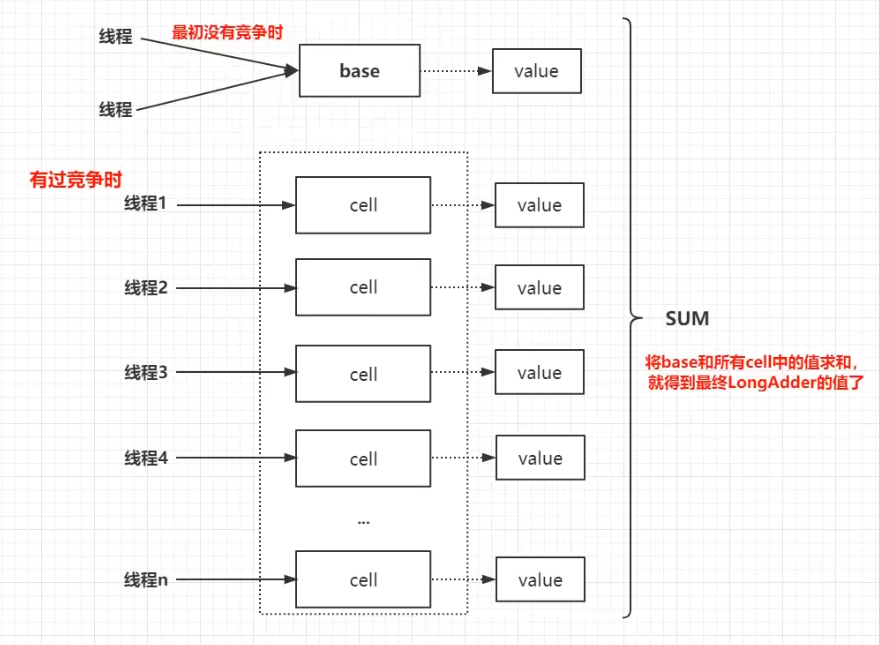 线程
最初没有竞争时
base
value
线程
有过竞争时
线程1
cell
value
线程2
cell
value
SUM
将base和所有cell中的值求和，
就得到最终LongAdder的值了
线程3
cell
value
线程4
cell
value
...
线程n
cell
value